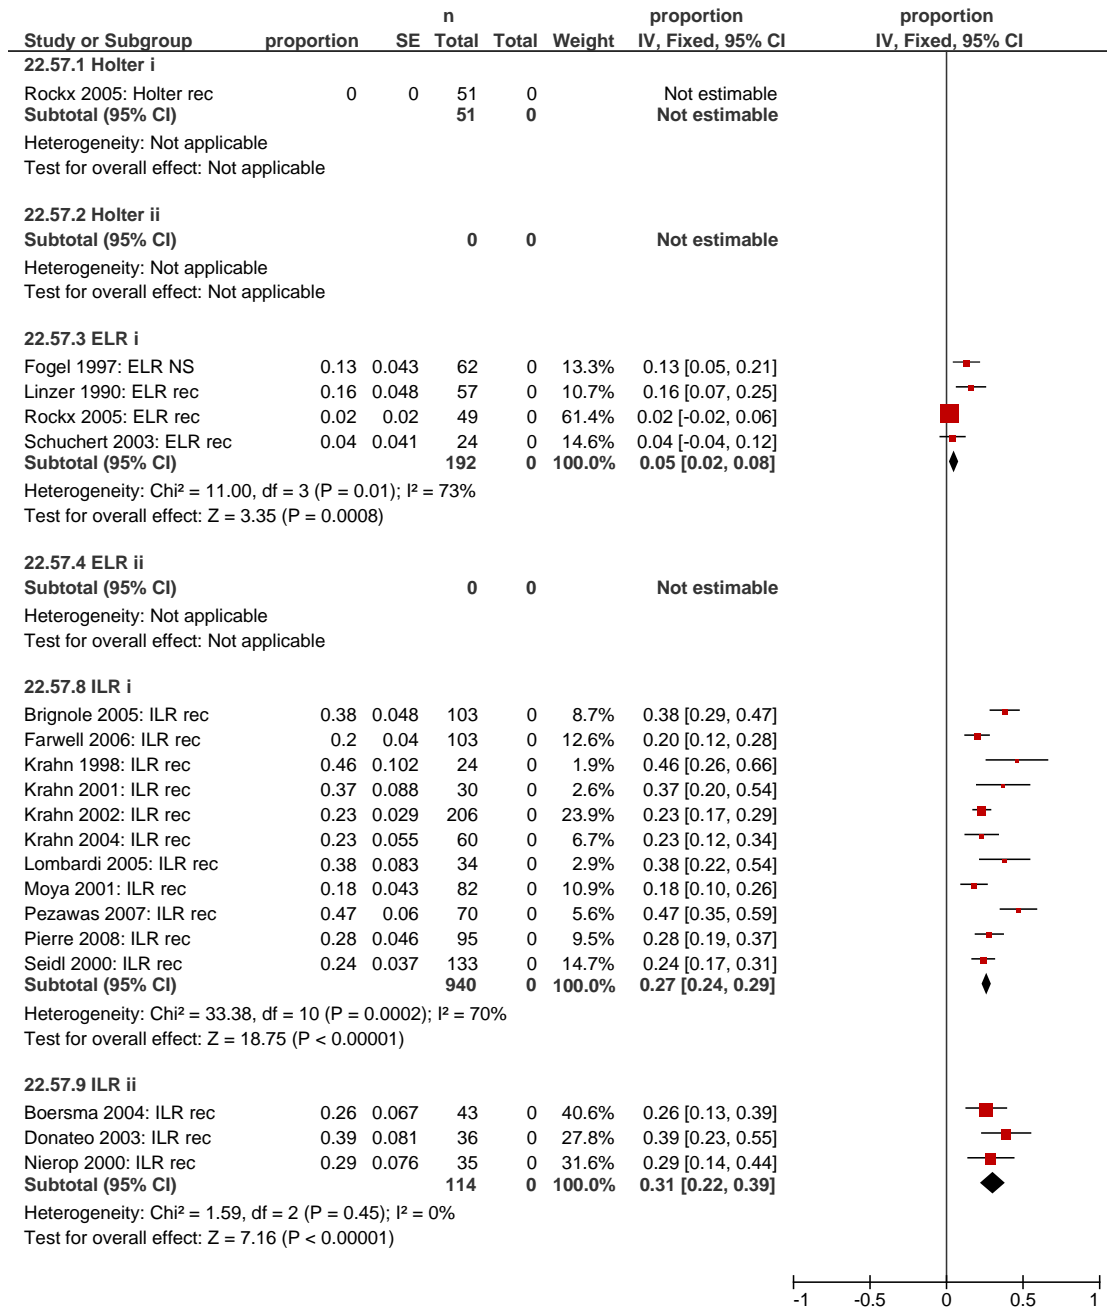 n proportion proportion
Study or Subgroup proportion SE Total Total Weight IV, Fixed, 95% CI IV, Fixed, 95% CI
22.57.1 Holter i
Rockx 2005: Holter rec 0 0 51 0 Not estimable
Subtotal (95% CI) 51 0 Not estimable
Heterogeneity: Not applicable
Test for overall effect: Not applicable
22.57.2 Holter ii
Subtotal (95% CI) 0 0 Not estimable
Heterogeneity: Not applicable
Test for overall effect: Not applicable
22.57.3 ELR i
Fogel 1997: ELR NS 0.13 0.043 62 0 13.3% 0.13 [0.05, 0.21]
Linzer 1990: ELR rec 0.16 0.048 57 0 10.7% 0.16 [0.07, 0.25]
Rockx 2005: ELR rec 0.02 0.02 49 0 61.4% 0.02 [-0.02, 0.06]
Schuchert 2003: ELR rec 0.04 0.041 24 0 14.6% 0.04 [-0.04, 0.12]
Subtotal (95% CI) 192 0 100.0% 0.05 [0.02, 0.08]
Heterogeneity: Chi² = 11.00, df = 3 (P = 0.01); I² = 73%
Test for overall effect: Z = 3.35 (P = 0.0008)
22.57.4 ELR ii
Subtotal (95% CI) 0 0 Not estimable
Heterogeneity: Not applicable
Test for overall effect: Not applicable
22.57.8 ILR i
Brignole 2005: ILR rec 0.38 0.048 103 0 8.7% 0.38 [0.29, 0.47]
Farwell 2006: ILR rec 0.2 0.04 103 0 12.6% 0.20 [0.12, 0.28]
Krahn 1998: ILR rec 0.46 0.102 24 0 1.9% 0.46 [0.26, 0.66]
Krahn 2001: ILR rec 0.37 0.088 30 0 2.6% 0.37 [0.20, 0.54]
Krahn 2002: ILR rec 0.23 0.029 206 0 23.9% 0.23 [0.17, 0.29]
Krahn 2004: ILR rec 0.23 0.055 60 0 6.7% 0.23 [0.12, 0.34]
Lombardi 2005: ILR rec 0.38 0.083 34 0 2.9% 0.38 [0.22, 0.54]
Moya 2001: ILR rec 0.18 0.043 82 0 10.9% 0.18 [0.10, 0.26]
Pezawas 2007: ILR rec 0.47 0.06 70 0 5.6% 0.47 [0.35, 0.59]
Pierre 2008: ILR rec 0.28 0.046 95 0 9.5% 0.28 [0.19, 0.37]
Seidl 2000: ILR rec 0.24 0.037 133 0 14.7% 0.24 [0.17, 0.31]
Subtotal (95% CI) 940 0 100.0% 0.27 [0.24, 0.29]
Heterogeneity: Chi² = 33.38, df = 10 (P = 0.0002); I² = 70%
Test for overall effect: Z = 18.75 (P < 0.00001)
22.57.9 ILR ii
Boersma 2004: ILR rec 0.26 0.067 43 0 40.6% 0.26 [0.13, 0.39]
Donateo 2003: ILR rec 0.39 0.081 36 0 27.8% 0.39 [0.23, 0.55]
Nierop 2000: ILR rec 0.29 0.076 35 0 31.6% 0.29 [0.14, 0.44]
Subtotal (95% CI) 114 0 100.0% 0.31 [0.22, 0.39]
Heterogeneity: Chi² = 1.59, df = 2 (P = 0.45); I² = 0%
Test for overall effect: Z = 7.16 (P < 0.00001)
-1 -0.5 0 0.5 1